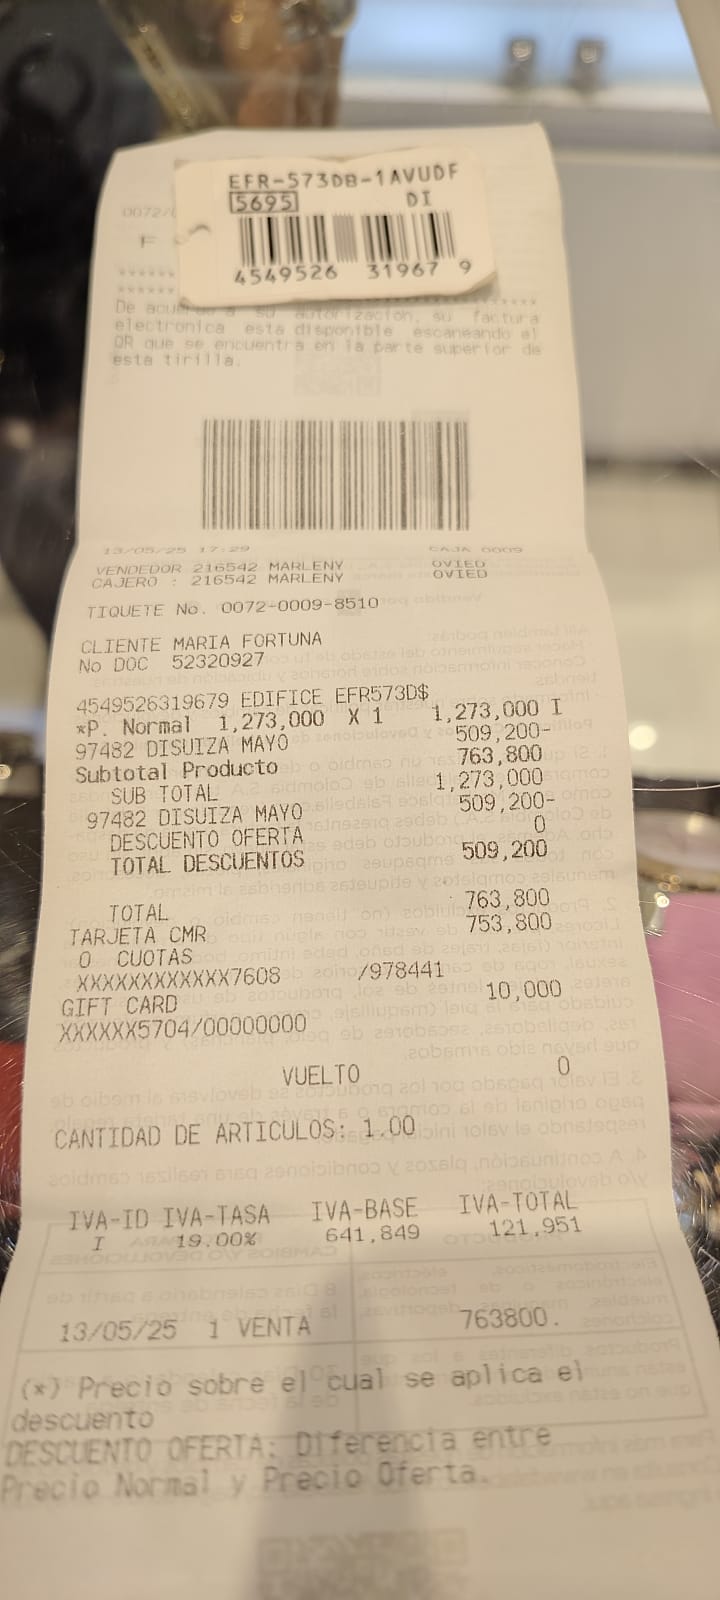 EFR-573DB-1AVUDF
5695 DI
4549526 31967 9
0072/
F
De acuerdo a su autorización, su factura
electronica esta disponible escaneando el
QR que se encuentra en la parte superior de
esta tirilla.
13/05/25 17:29 CAJA 0009
VENDEDOR 216542 MARLENY OVIED
CAJERO : 216542 MARLENY OVIED
TIQUETE No. 0072-0009-8510
CLIENTE MARIA FORTUNA
No DOC 52320927
4549526319679 EDIFICE EFR573D$
*P. Normal 1,273,000 X 1 1,273,000 I
97482 DISUIZA MAYO 509,200-
Subtotal Producto 763,800
SUB TOTAL 1,273,000
97482 DISUIZA MAYO 509,200-
DESCUENTO OFERTA 0
TOTAL DESCUENTOS 509,200
TOTAL 763,800
TARJETA CMR 753,800
0 CUOTAS
XXXXXXXXXXXX7608 /978441
GIFT CARD 10,000
XXXXXX5704/00000000
VUELTO 0
CANTIDAD DE ARTICULOS: 1.00
IVA-ID IVA-TASA IVA-BASE IVA-TOTAL
I 19.00% 641,849 121,951
13/05/25 1 VENTA 763800.
(*) Precio sobre el cual se aplica el
descuento
DESCUENTO OFERTA: Diferencia entre
Precio Normal y Precio Oferta.